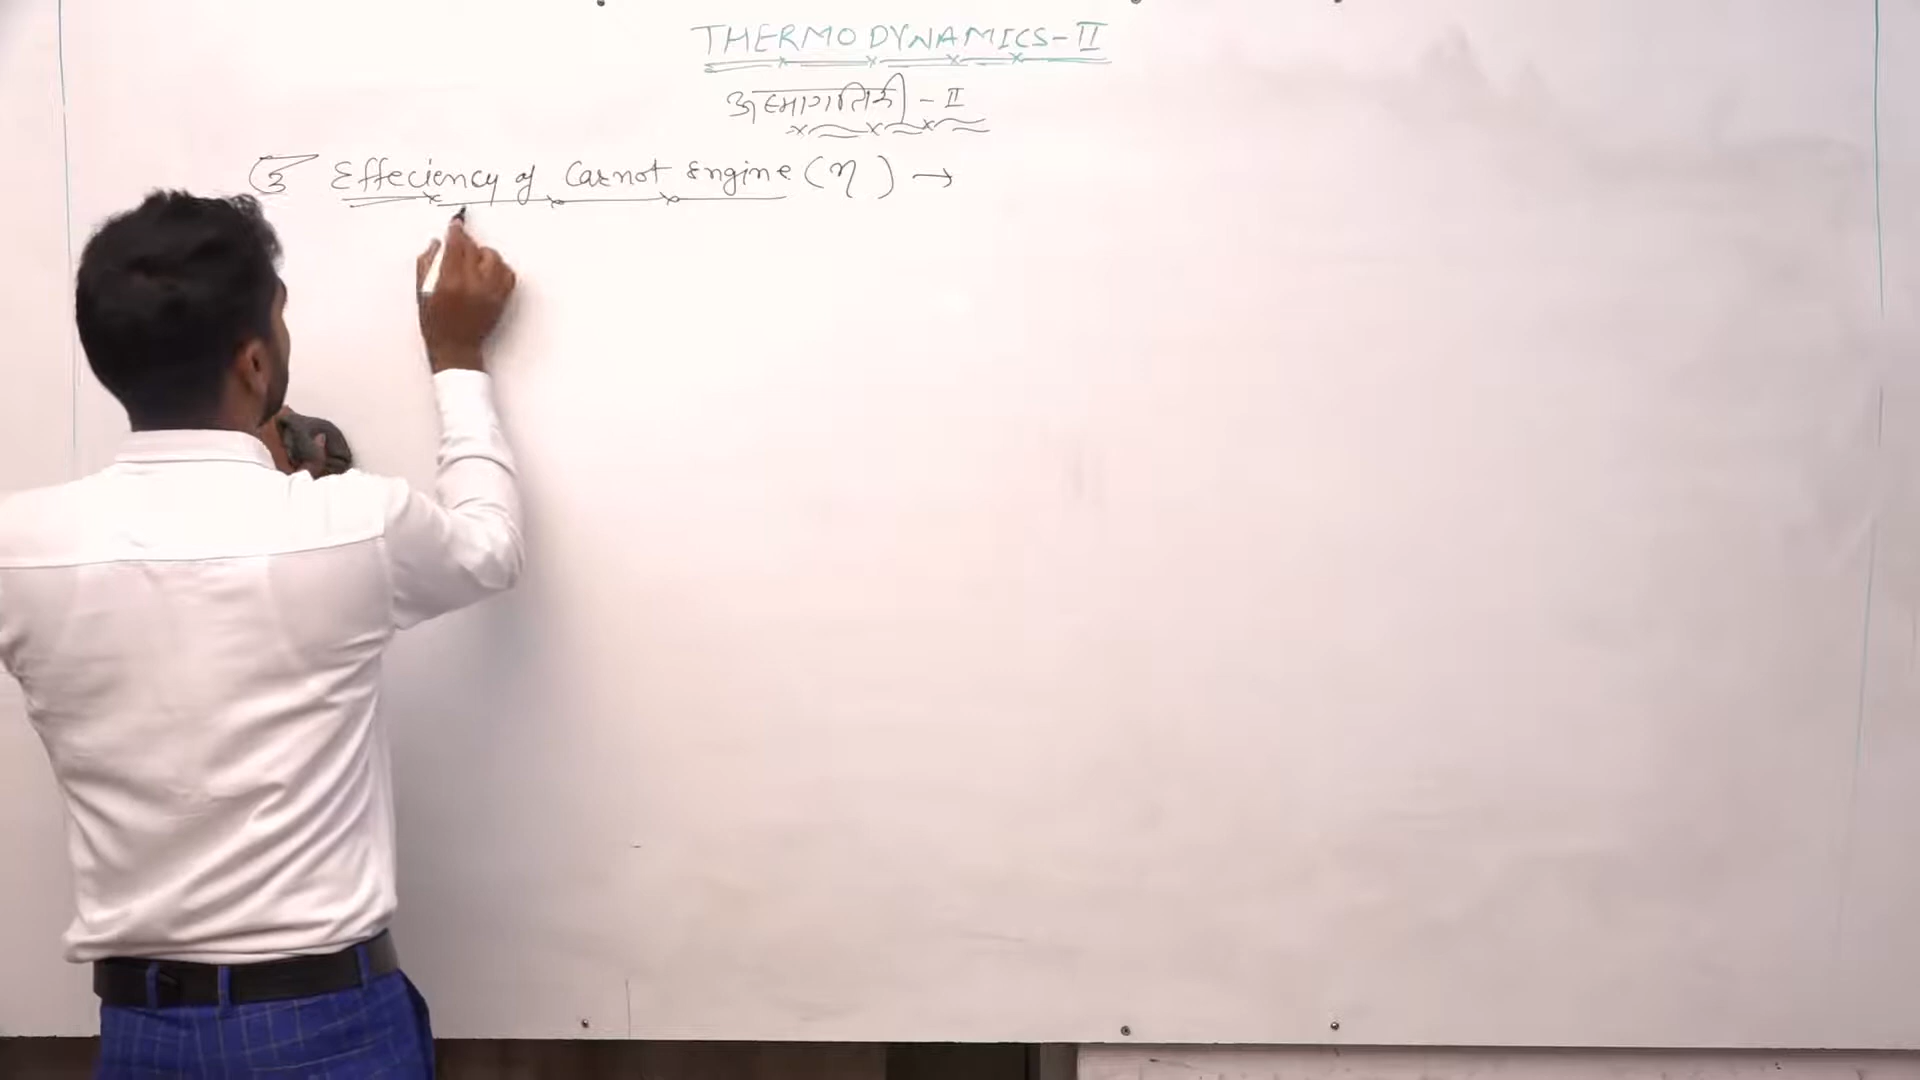 THERMODYNAMICS-II
ऊष्मागतिकी - II
③ Effeciency of Carnot Engine (η) →